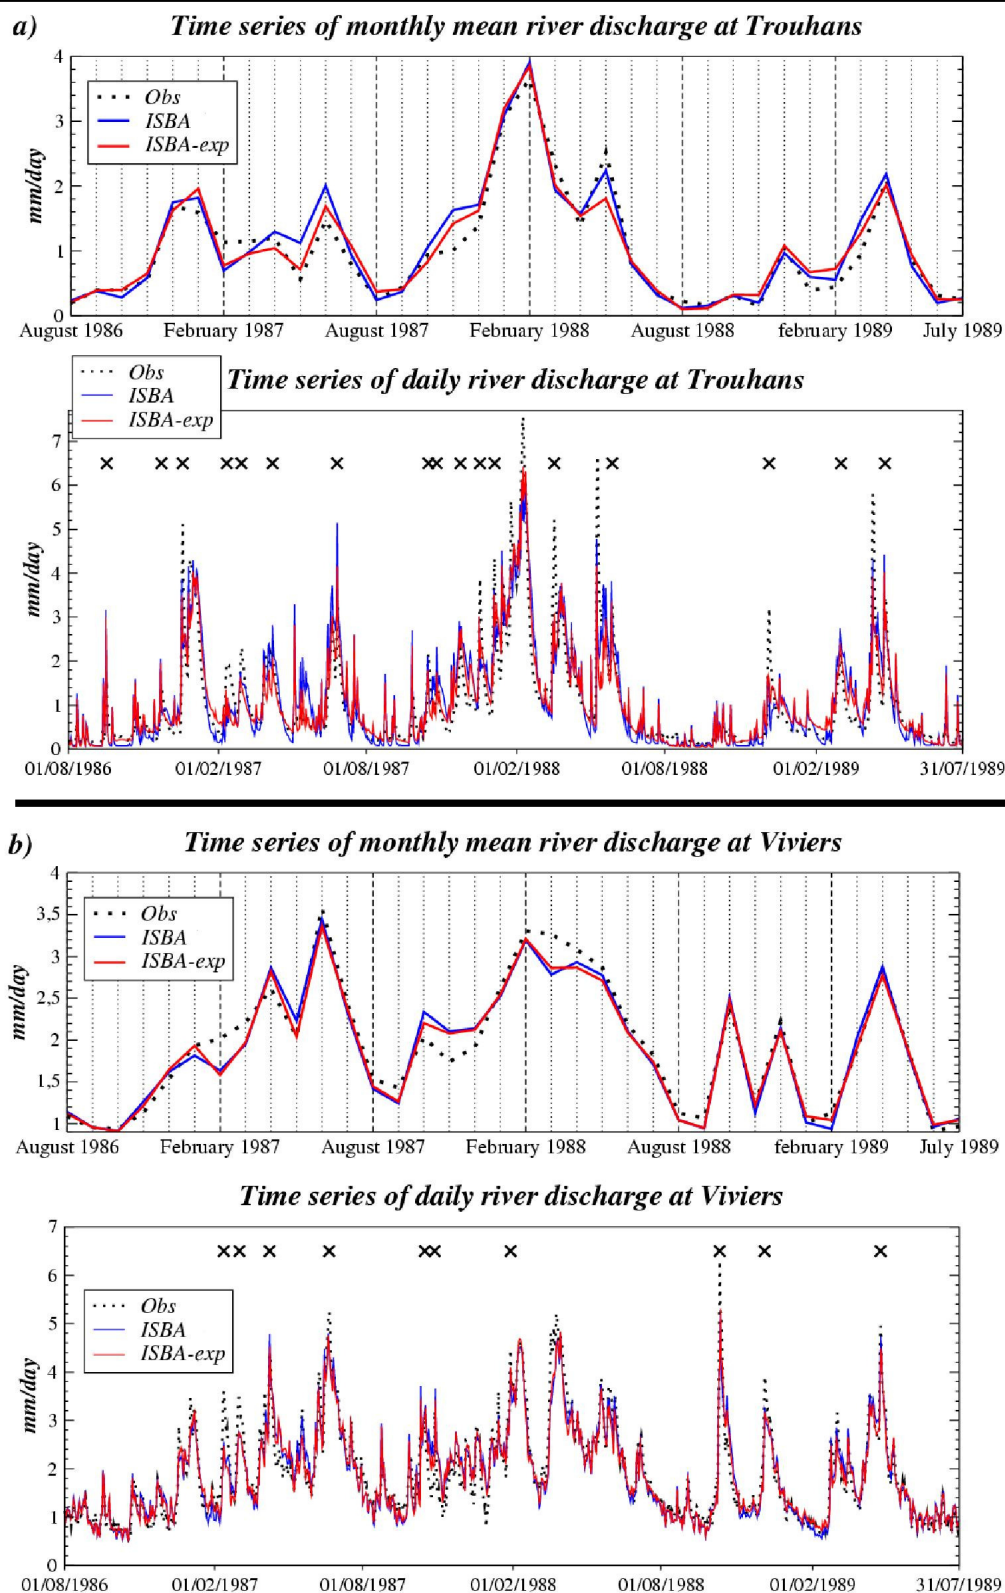 a) Time series of monthly mean river discharge at Trouhans
4
3
2
1
0
mm/day
Obs
ISBA
ISBA-exp
August 1986 February 1987 August 1987 February 1988 August 1988 february 1989 July 1989
Time series of daily river discharge at Trouhans
Obs
ISBA
ISBA-exp
7
6
5
4
3
2
1
0
mm/day
01/08/1986 01/02/1987 01/08/1987 01/02/1988 01/08/1988 01/02/1989 31/07/1989
b) Time series of monthly mean river discharge at Viviers
4
3,5
3
2,5
2
1,5
1
mm/day
Obs
ISBA
ISBA-exp
August 1986 February 1987 August 1987 February 1988 August 1988 february 1989 July 1989
Time series of daily river discharge at Viviers
7
6
5
4
3
2
1
0
mm/day
Obs
ISBA
ISBA-exp
01/08/1986 01/02/1987 01/08/1987 01/02/1988 01/08/1988 01/02/1989 31/07/1989